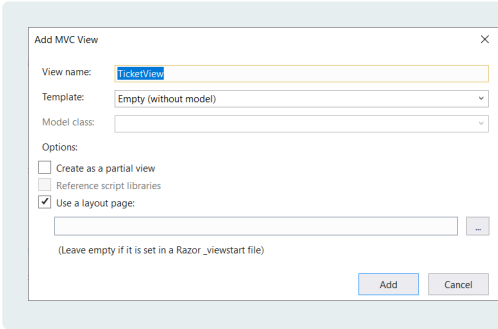 Add MVC View
View name: TicketView
Template: Empty (without model)
Model class:
Options:
Create as a partial view
Reference script libraries
Use a layout page:
...
(Leave empty if it is set in a Razor _viewstart file)
Add Cancel